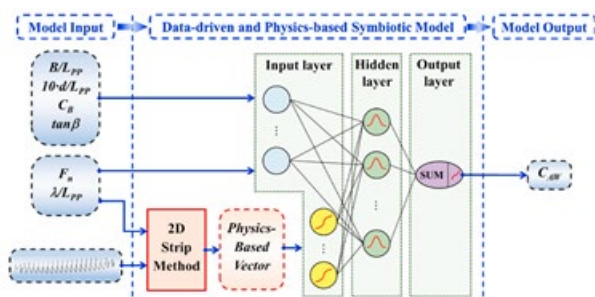 Model Input
Data-driven and Physics-based Symbiotic Model
Model Output
B/L_PP
10·d/L_PP
C_B
tanβ
F_n
λ/L_PP
2D
Strip
Method
Physics-
Based
Vector
Input layer
Hidden
layer
Output
layer
SUM
C_AW